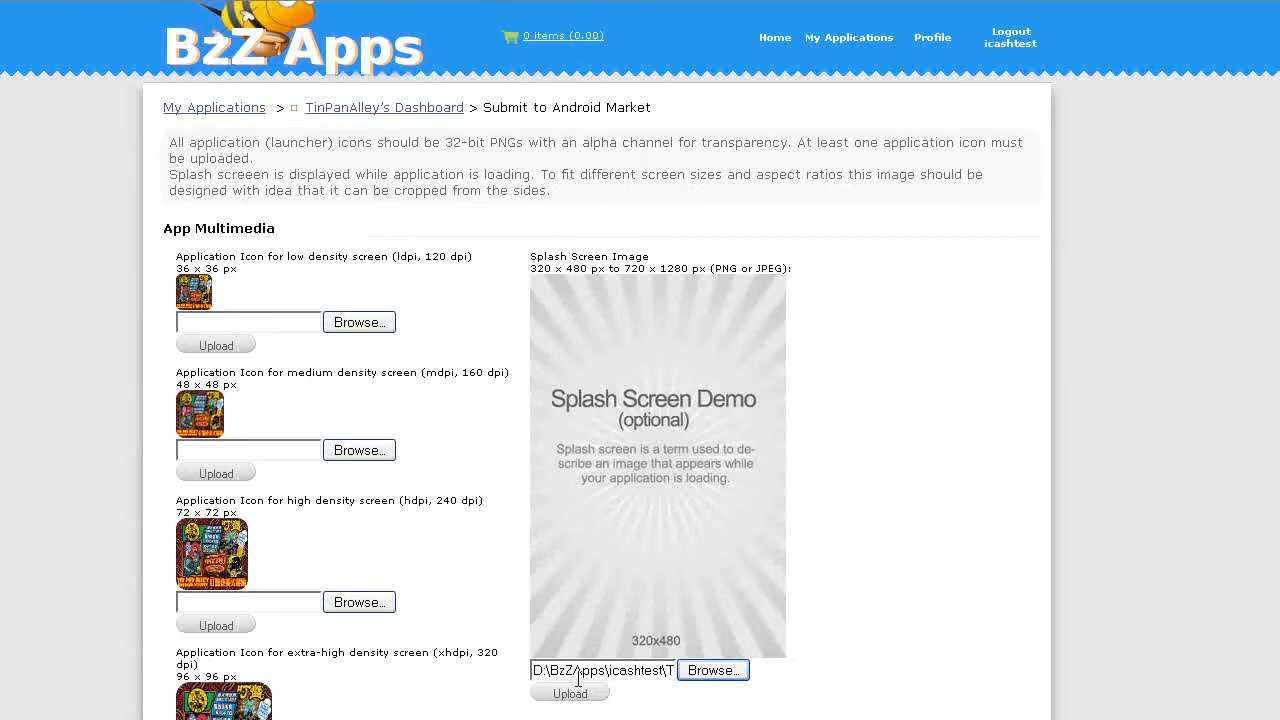 BzZ Apps
0 items (0.00)
Home My Applications Profile Logout
icashtest
My Applications > TinPanAlley's Dashboard > Submit to Android Market
All application (launcher) icons should be 32-bit PNGs with an alpha channel for transparency. At least one application icon must
be uploaded.
Splash screeen is displayed while application is loading. To fit different screen sizes and aspect ratios this image should be
designed with idea that it can be cropped from the sides.
App Multimedia
Application Icon for low density screen (ldpi, 120 dpi)
36 x 36 px
Browse...
Upload
Application Icon for medium density screen (mdpi, 160 dpi)
48 x 48 px
Browse...
Upload
Application Icon for high density screen (hdpi, 240 dpi)
72 x 72 px
Browse...
Upload
Application Icon for extra-high density screen (xhdpi, 320
dpi)
96 x 96 px
Splash Screen Image
320 x 480 px to 720 x 1280 px (PNG or JPEG):
Splash Screen Demo
(optional)
Splash screen is a term used to de-
scribe an image that appears while
your application is loading.
320x480
D:\BzZApps\icashtest\T Browse...
Upload